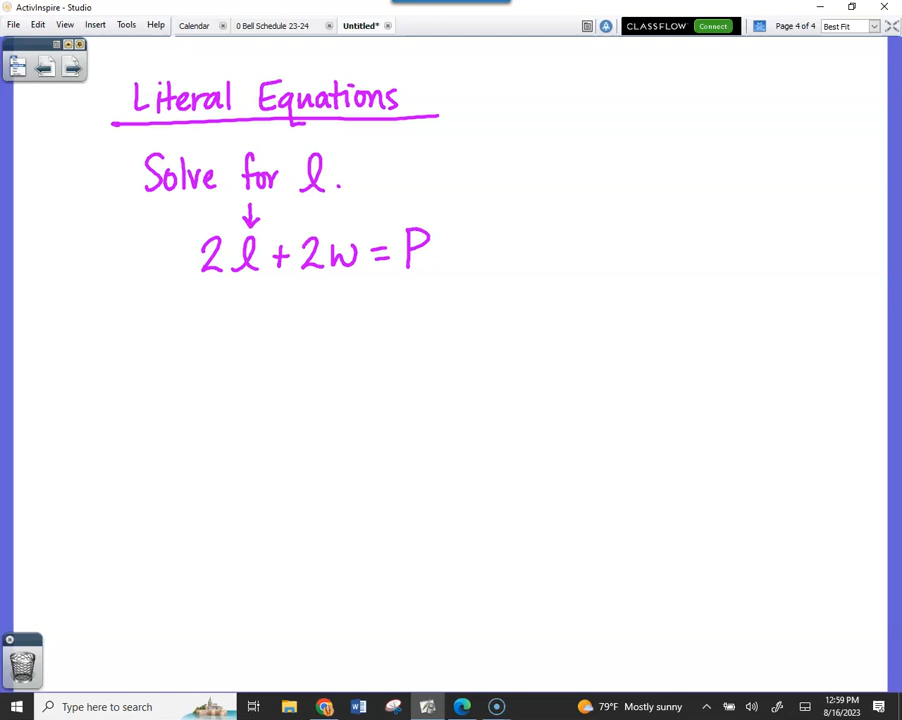 ActivInspire - Studio
File Edit View Insert Tools Help Calendar 0 Bell Schedule 23-24 Untitled* CLASSFLOW Connect Page 4 of 4 Best Fit
Literal Equations
Solve for l.
↓
2l + 2w = P
Type here to search 79°F Mostly sunny 12:59 PM
8/16/2023